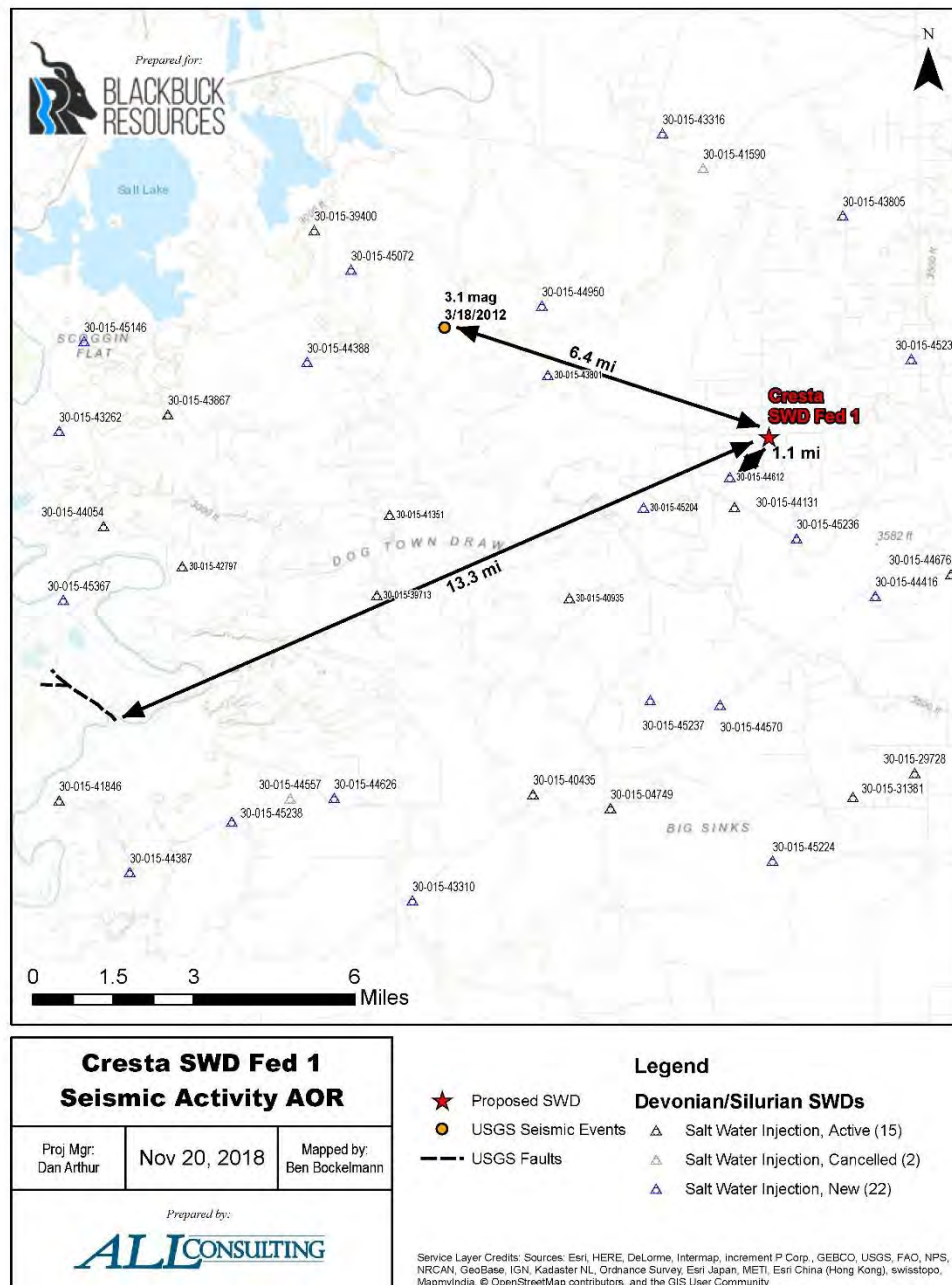 Prepared for:
BLACKBUCK
RESOURCES
N
30-015-43316
30-015-41590
Salt Lake
30-015-43805
30-015-39400
30-015-45072
3500 ft
3.1 mag
3/18/2012
30-015-44950
30-015-45146
SCOGGIN
FLAT
30-015-44388
6.4 mi
30-015-43801
30-015-4523
30-015-43867
Cresta
SWD Fed 1
30-015-43262
1.1 mi
30-015-44612
30-015-44054
30-015-41351
30-015-45204
30-015-44131
30-015-45236
3000 ft
DOG TOWN DRAW
3582 ft
30-015-42797
30-015-44676
30-015-45367
13.3 mi
30-015-39713
30-015-40935
30-015-44416
30-015-45237
30-015-44570
30-015-29728
30-015-41846
30-015-44557
30-015-44626
30-015-40435
30-015-31381
30-015-04749
30-015-45238
BIG SINKS
30-015-44387
30-015-45224
30-015-43310
0 1.5 3 6
Miles
Cresta SWD Fed 1
Seismic Activity AOR
Proj Mgr:
Dan Arthur
Nov 20, 2018
Mapped by:
Ben Bockelmann
Prepared by:
ALL CONSULTING
Legend
Proposed SWD
USGS Seismic Events
USGS Faults
Devonian/Silurian SWDs
Salt Water Injection, Active (15)
Salt Water Injection, Cancelled (2)
Salt Water Injection, New (22)
Service Layer Credits: Sources: Esri, HERE, DeLorme, Intermap, increment P Corp., GEBCO, USGS, FAO, NPS,
NRCAN, GeoBase, IGN, Kadaster NL, Ordnance Survey, Esri Japan, METI, Esri China (Hong Kong), swisstopo,
MapmyIndia, © OpenStreetMap contributors, and the GIS User Community